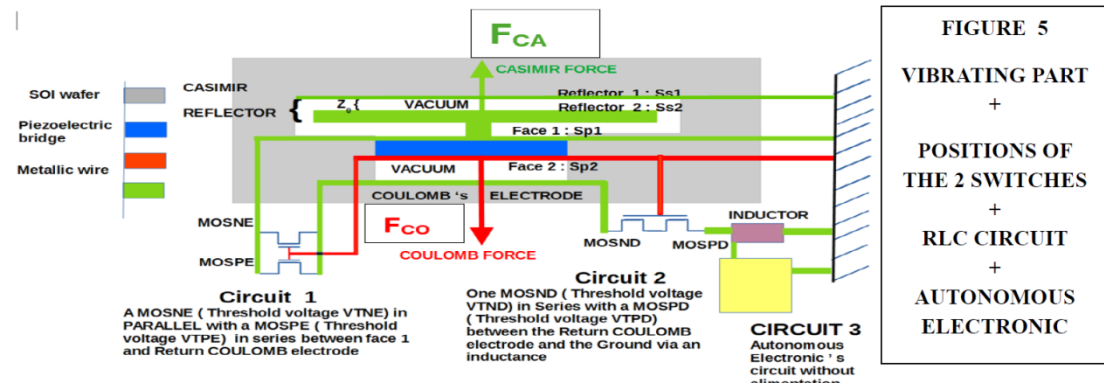 F_CA
CASIMIR FORCE
SOI wafer
CASIMIR
REFLECTOR
{ Z₀{
VACUUM
Reflector 1 : Ss1
Reflector 2 : Ss2
Piezoelectric
bridge
Face 1 : Sp1
Metallic wire
VACUUM
Face 2 : Sp2
COULOMB 's ELECTRODE
F_CO
COULOMB FORCE
MOSNE
MOSPE
MOSND
MOSPD
INDUCTOR
Circuit 1
A MOSNE ( Threshold voltage VTNE) in
PARALLEL with a MOSPE ( Threshold
voltage VTPE) in series between face 1
and Return COULOMB electrode
Circuit 2
One MOSND ( Threshold voltage
VTND) in Series with a MOSPD
( Threshold voltage VTPD)
between the Return COULOMB
electrode and the Ground via an
inductance
CIRCUIT 3
Autonomous
Electronic ' s
circuit without
alimentation
FIGURE 5
VIBRATING PART
+
POSITIONS OF
THE 2 SWITCHES
+
RLC CIRCUIT
+
AUTONOMOUS
ELECTRONIC